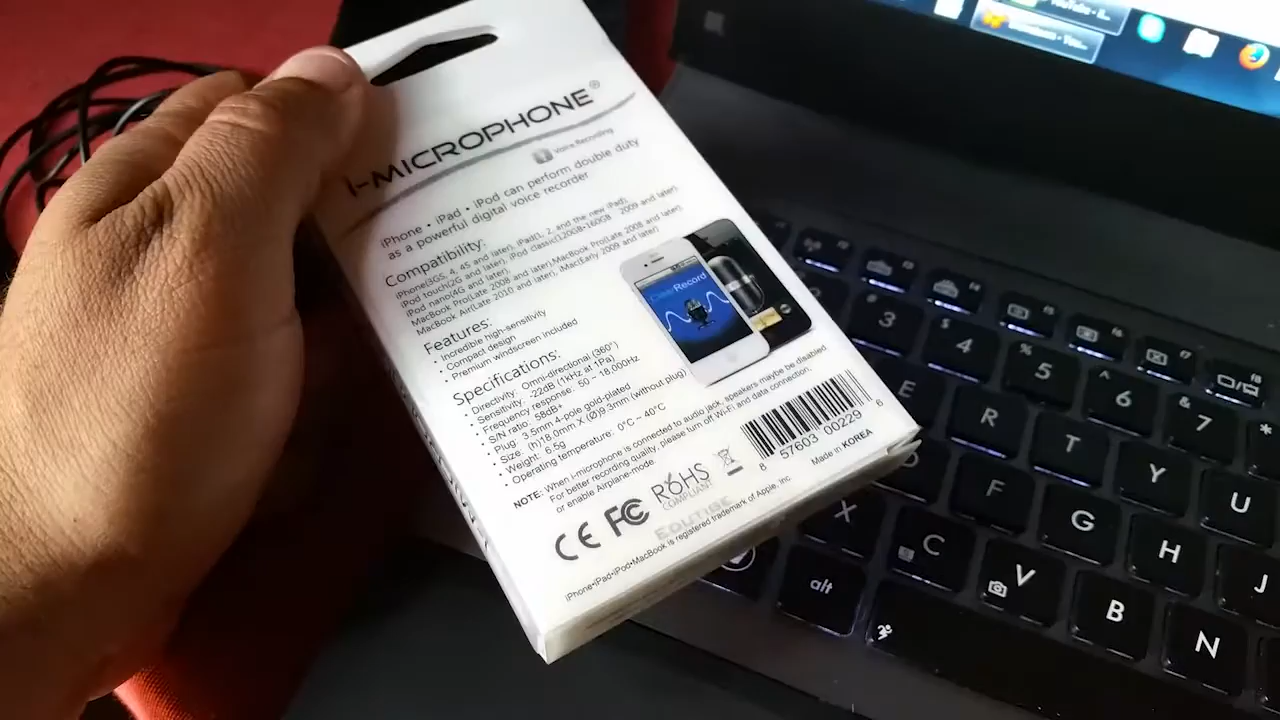 i-MICROPHONE®
Voice Recording
iPhone • iPad • iPod can perform double duty
as a powerful digital voice recorder
Compatibility:
iPhone(3GS, 4, 4S and later), iPad(1, 2, and the new iPad),
iPod touch(2G and later), iPod classic(120GB•160GB 2009 and later)
iPod nano(4G and later), MacBook Pro(Late 2008 and later)
MacBook Pro(Late 2008 and later), iMac(Early 2009 and later)
MacBook Air(Late 2010 and later),
Features:
• Incredible high-sensitivity
• Compact design
• Premium windscreen included
Specifications:
• Directivity: Omni-directional (360°)
• Sensitivity: -22dB (1kHz at 1Pa)
• Frequency response: 50 ~ 18,000Hz
• S/N ratio: 58dB+
• Plug: 3.5mm 4-pole gold-plated
• Size: (h)18.0mm X (Ø)9.3mm (without plug)
• Weight: 6.5g
• Operating temperature: 0°C ~ 40°C
NOTE: When i-microphone is connected to audio jack, speakers maybe disabled
For better recording quality, please turn off Wi-Fi and data connection,
or enable Airplane-mode.
Record
8 57603 00229 6
Made in KOREA
CE FC RoHS
COMPLIANT
EDUTIGE
iPhone•iPad•iPod•MacBook is registered trademark of Apple, Inc
3
$ 4
% 5
^ 6
& 7
*
E R T Y U
D F G H J
X C V B N
alt